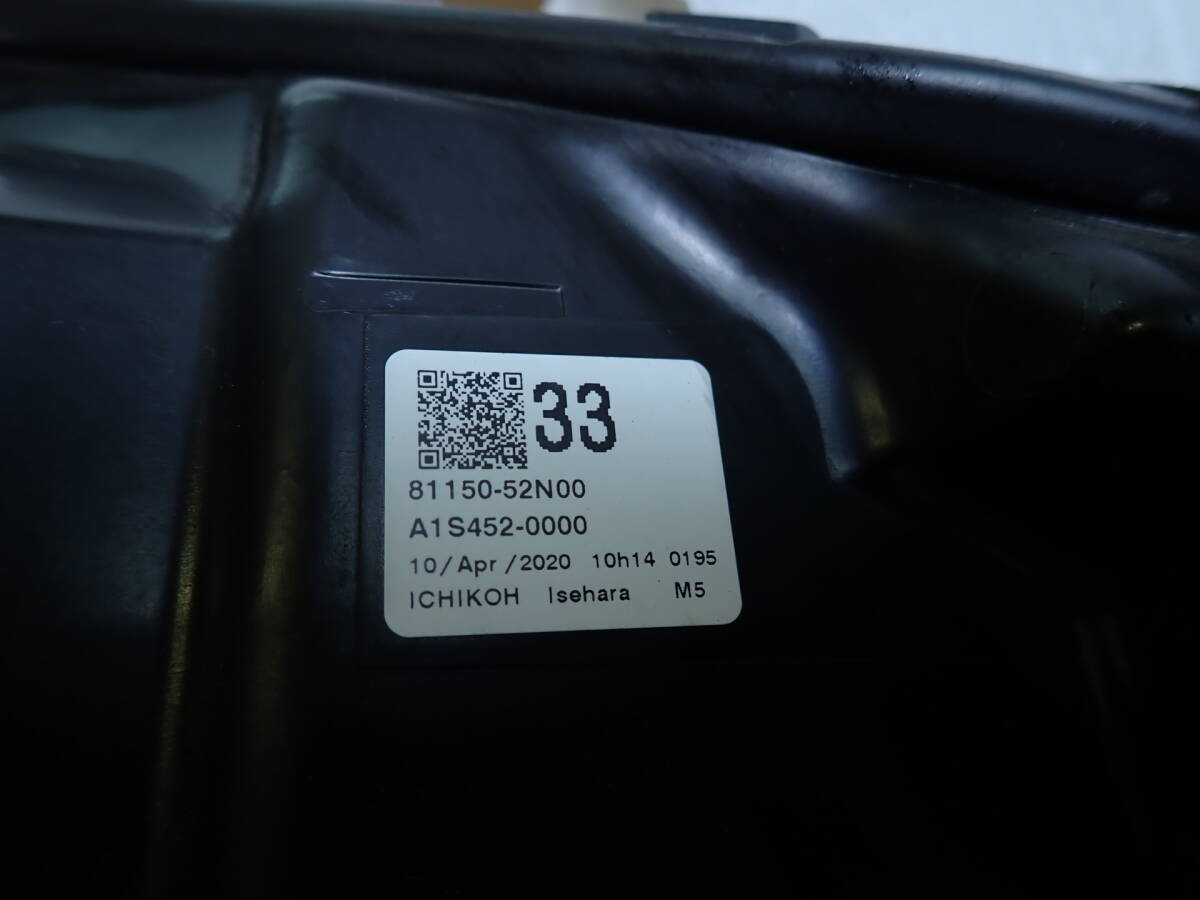 33
81150-52N00
A1S452-0000
10/Apr/2020 10h14 0195
ICHIKOH Isehara M5